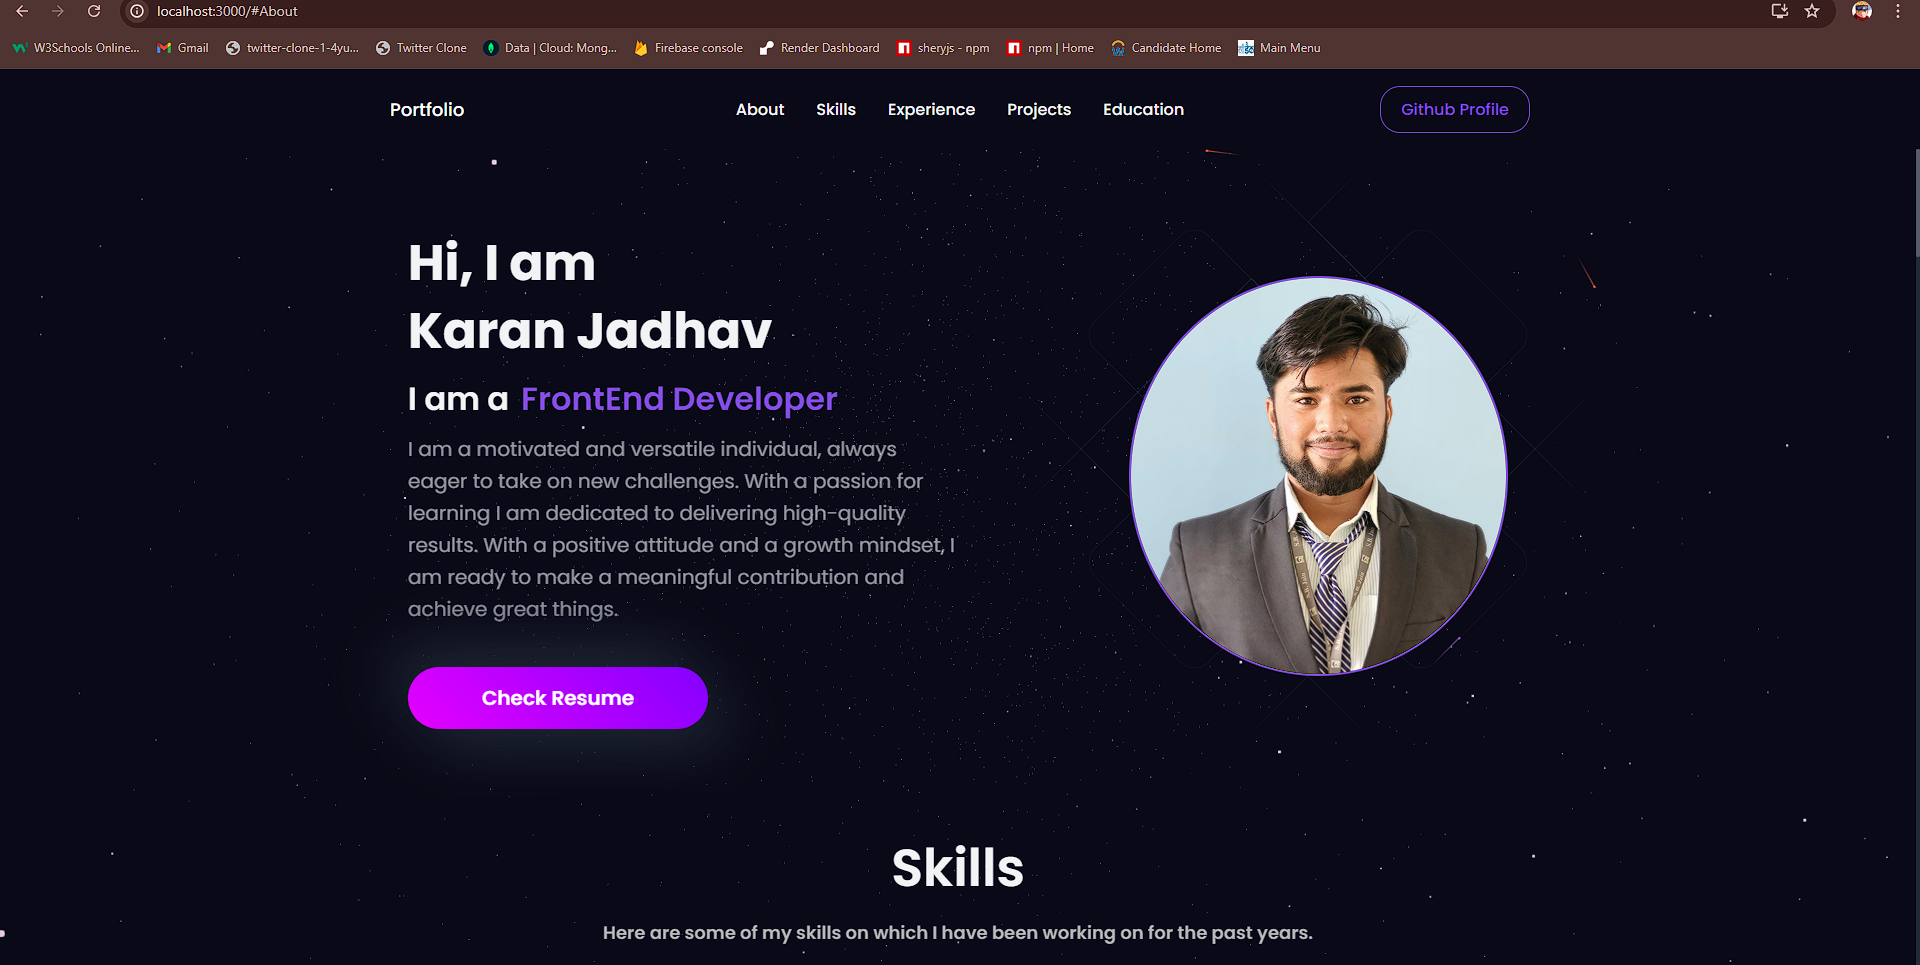 localhost:3000/#About
W3Schools Online... Gmail twitter-clone-1-4yu... Twitter Clone Data | Cloud: Mong... Firebase console Render Dashboard sheryjs - npm npm | Home Candidate Home Main Menu
Portfolio About Skills Experience Projects Education Github Profile
Hi, I am
Karan Jadhav
I am a FrontEnd Developer
I am a motivated and versatile individual, always
eager to take on new challenges. With a passion for
learning I am dedicated to delivering high-quality
results. With a positive attitude and a growth mindset, I
am ready to make a meaningful contribution and
achieve great things.
Check Resume
Skills
Here are some of my skills on which I have been working on for the past years.